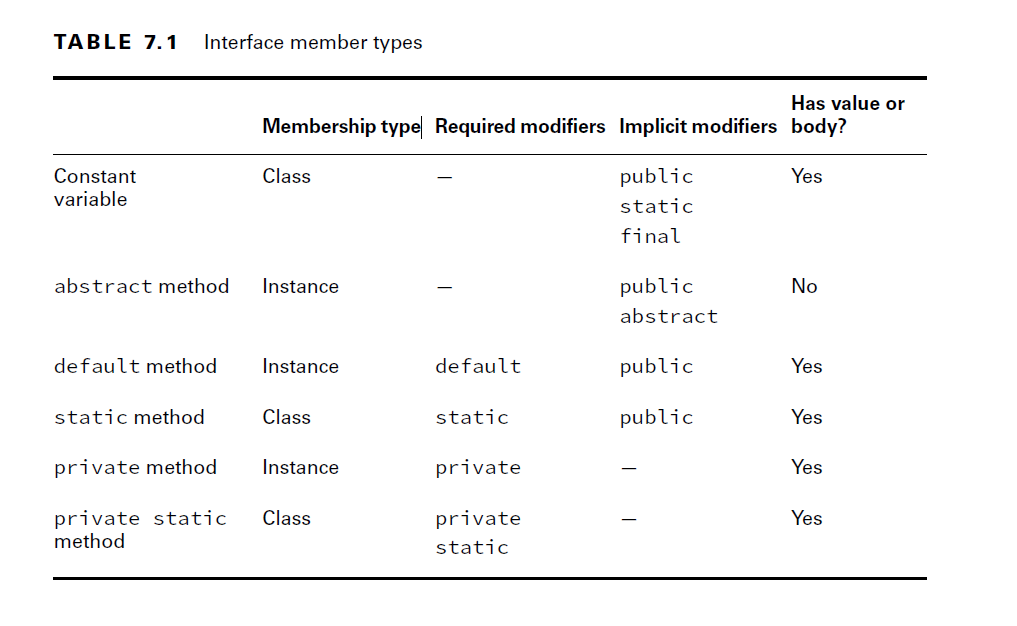 TABLE 7.1 Interface member types
Has value or
Membership type Required modifiers Implicit modifiers body?
Constant Class — public Yes
variable
static
final
abstract method Instance — public No
abstract
default method Instance default public Yes
static method Class static public Yes
private method Instance private — Yes
private static Class private — Yes
method
static